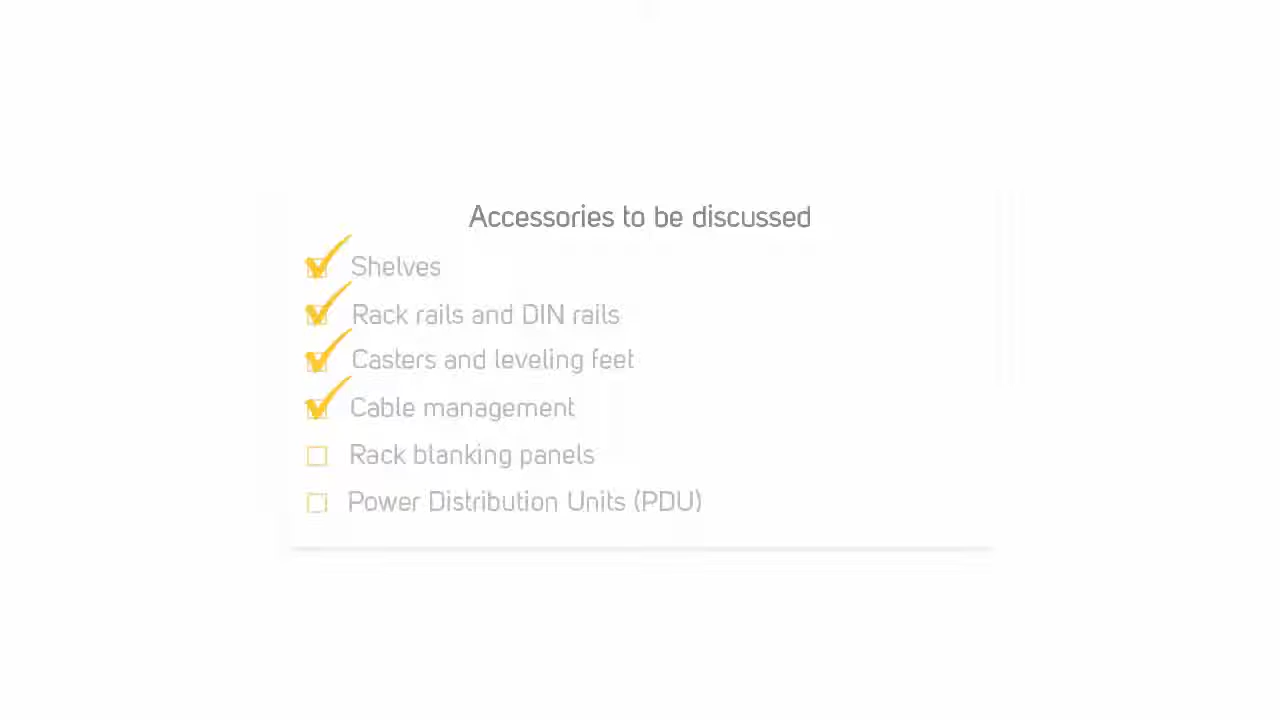 Accessories to be discussed
Shelves
Rack rails and DIN rails
Casters and leveling feet
Cable management
Rack blanking panels
Power Distribution Units (PDU)